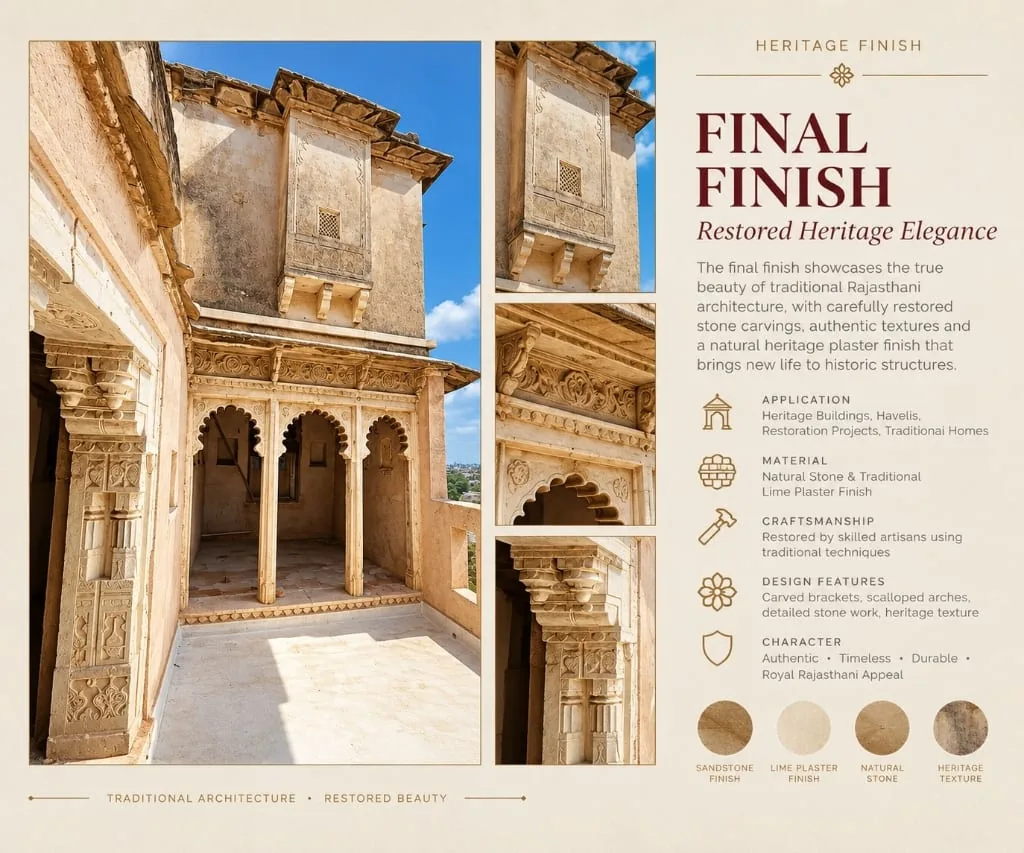 HERITAGE FINISH
FINAL
FINISH
Restored Heritage Elegance
The final finish showcases the true
beauty of traditional Rajasthani
architecture, with carefully restored
stone carvings, authentic textures and
a natural heritage plaster finish that
brings new life to historic structures.
APPLICATION
Heritage Buildings, Havelis,
Restoration Projects, Traditional Homes
MATERIAL
Natural Stone & Traditional
Lime Plaster Finish
CRAFTSMANSHIP
Restored by skilled artisans using
traditional techniques
DESIGN FEATURES
Carved brackets, scalloped arches,
detailed stone work, heritage texture
CHARACTER
Authentic • Timeless • Durable •
Royal Rajasthani Appeal
SANDSTONE
FINISH
LIME PLASTER
FINISH
NATURAL
STONE
HERITAGE
TEXTURE
TRADITIONAL ARCHITECTURE • RESTORED BEAUTY